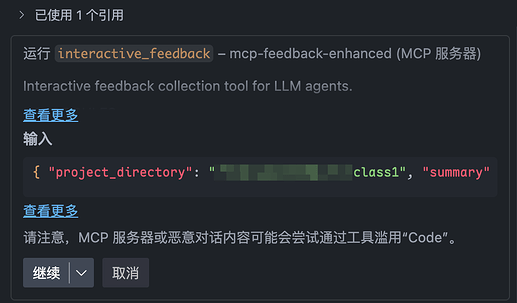 已使用 1 个引用
运行 interactive_feedback – mcp-feedback-enhanced (MCP 服务器)
Interactive feedback collection tool for LLM agents.
查看更多
输入
{ "project_directory": " class1", "summary"
查看更多
请注意，MCP 服务器或恶意对话内容可能会尝试通过工具滥用“Code”。
继续
取消